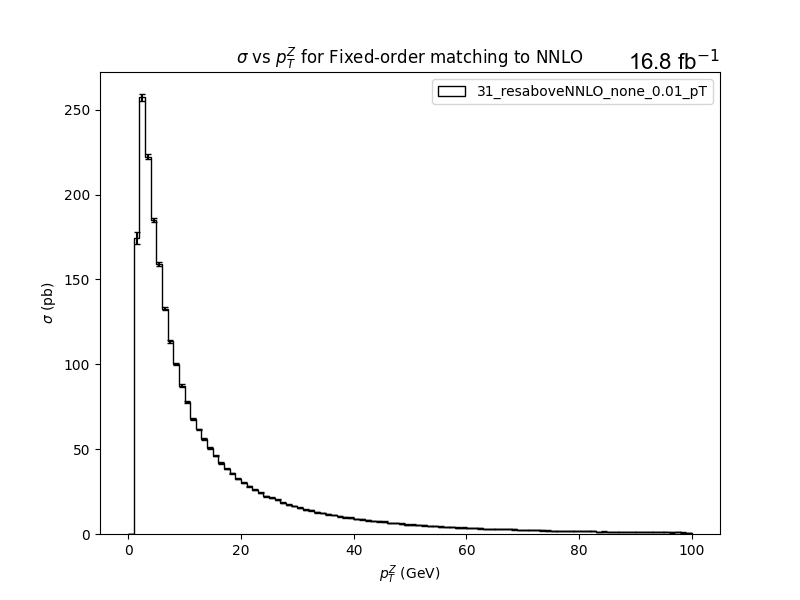 σ vs p_T^Z for Fixed-order matching to NNLO
16.8 fb⁻¹
31_resaboveNNLO_none_0.01_pT
250
200
150
100
50
0
σ (pb)
0 20 40 60 80 100
p_T^Z (GeV)